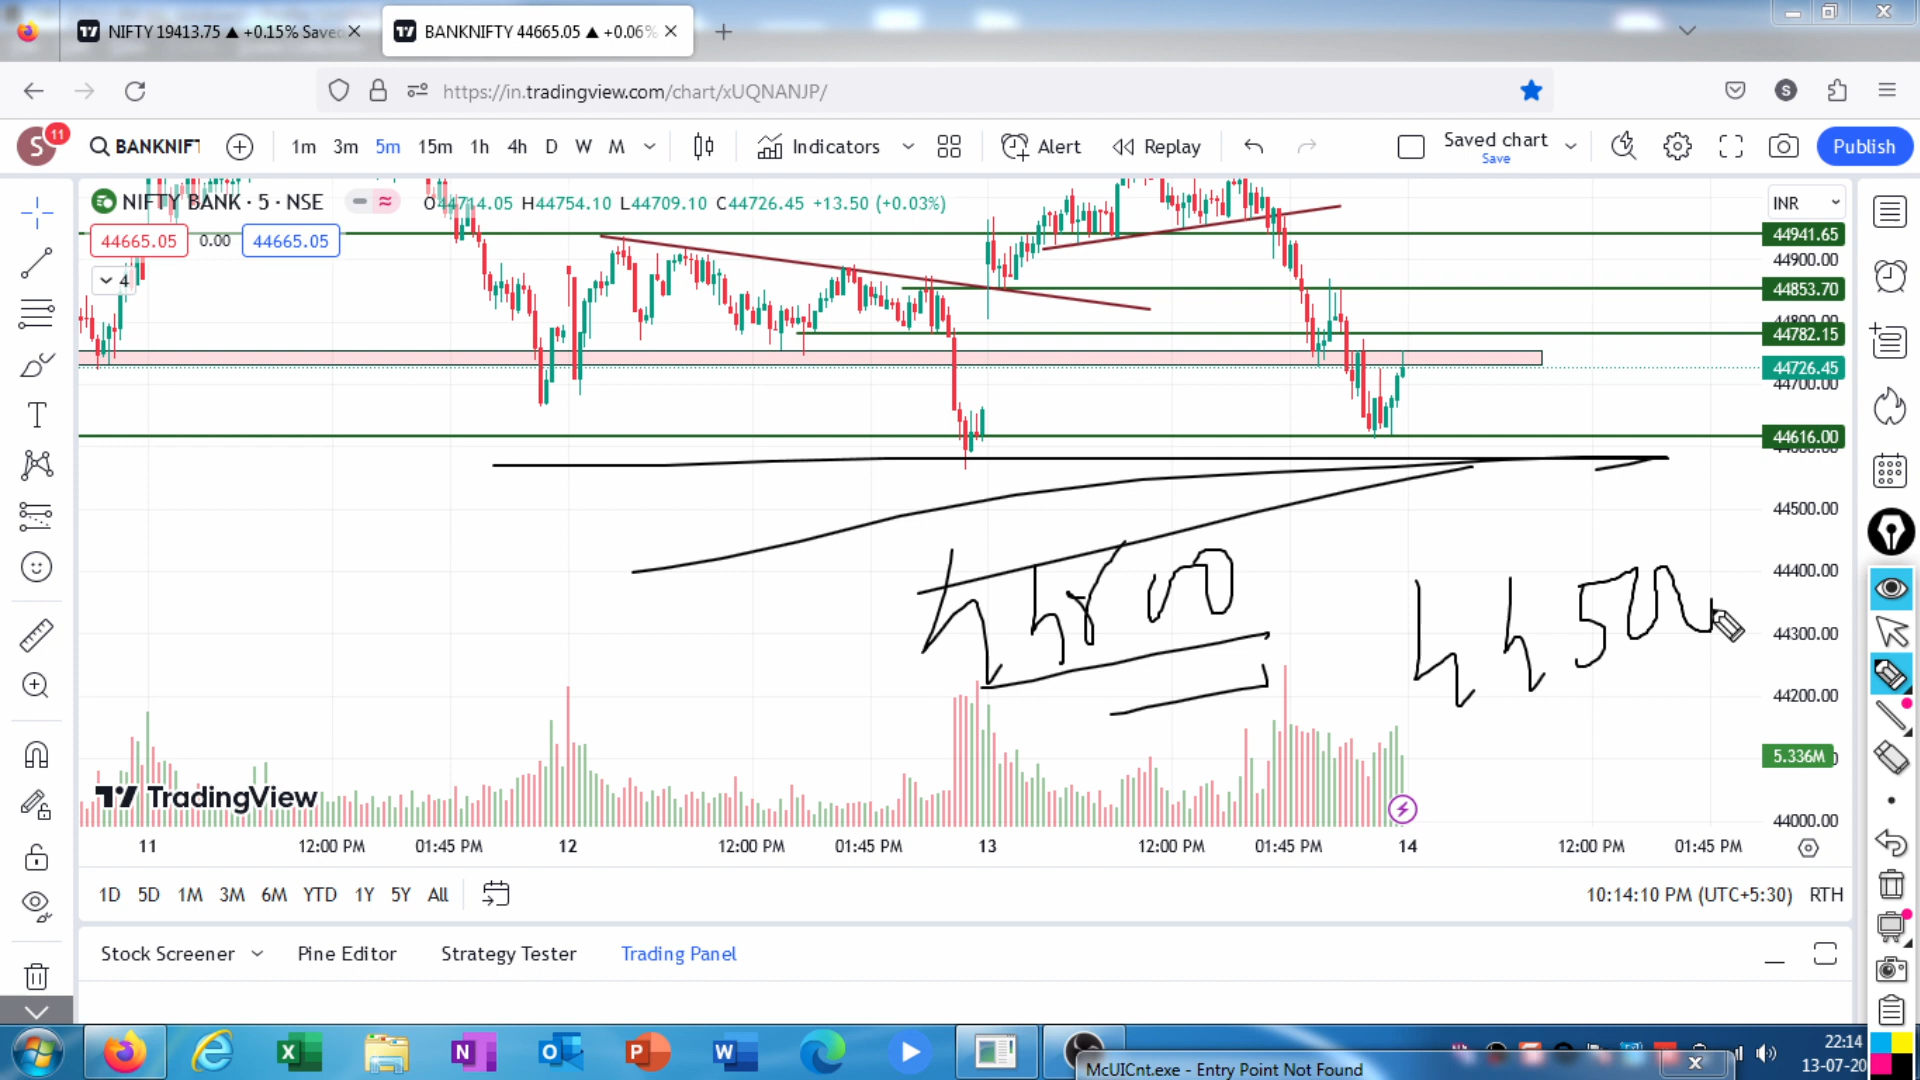 NIFTY 19413.75 ▲ +0.15% Save
BANKNIFTY 44665.05 ▲ +0.06%
https://in.tradingview.com/chart/xUQNANJP/
S
S
11
BANKNIFT
1m 3m 5m 15m 1h 4h D W M
Indicators
Alert
Replay
Saved chart
Save
Publish
NIFTY BANK · 5 · NSE
O44714.05 H44754.10 L44709.10 C44726.45 +13.50 (+0.03%)
INR
44665.05 0.00 44665.05
4
44941.65
44900.00
44853.70
44800.00
44782.15
44726.45
44700.00
44616.00
44500.00
44400.00
44300.00
44200.00
5.336M
44000.00
44500
TradingView
11 12:00 PM 01:45 PM 12 12:00 PM 01:45 PM 13 12:00 PM 01:45 PM 14 12:00 PM 01:45 PM
1D 5D 1M 3M 6M YTD 1Y 5Y All
10:14:10 PM (UTC+5:30) RTH
Stock Screener Pine Editor Strategy Tester Trading Panel
McUICnt.exe - Entry Point Not Found
22:14
13-07-20